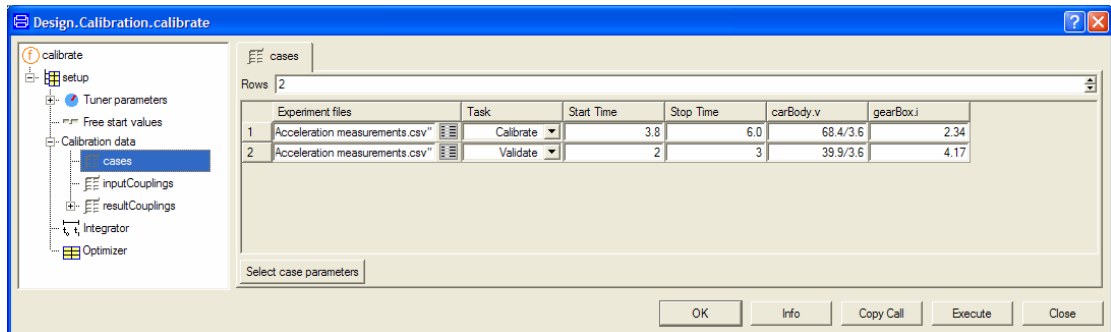 Design.Calibration.calibrate
calibrate
setup
Tuner parameters
Free start values
Calibration data
cases
inputCouplings
resultCouplings
Integrator
Optimizer
cases
Rows 2
Experiment files Task Start Time Stop Time carBody.v gearBox.i
1 Acceleration measurements.csv" Calibrate 3.8 6.0 68.4/3.6 2.34
2 Acceleration measurements.csv" Validate 2 3 39.9/3.6 4.17
Select case parameters
OK Info Copy Call Execute Close